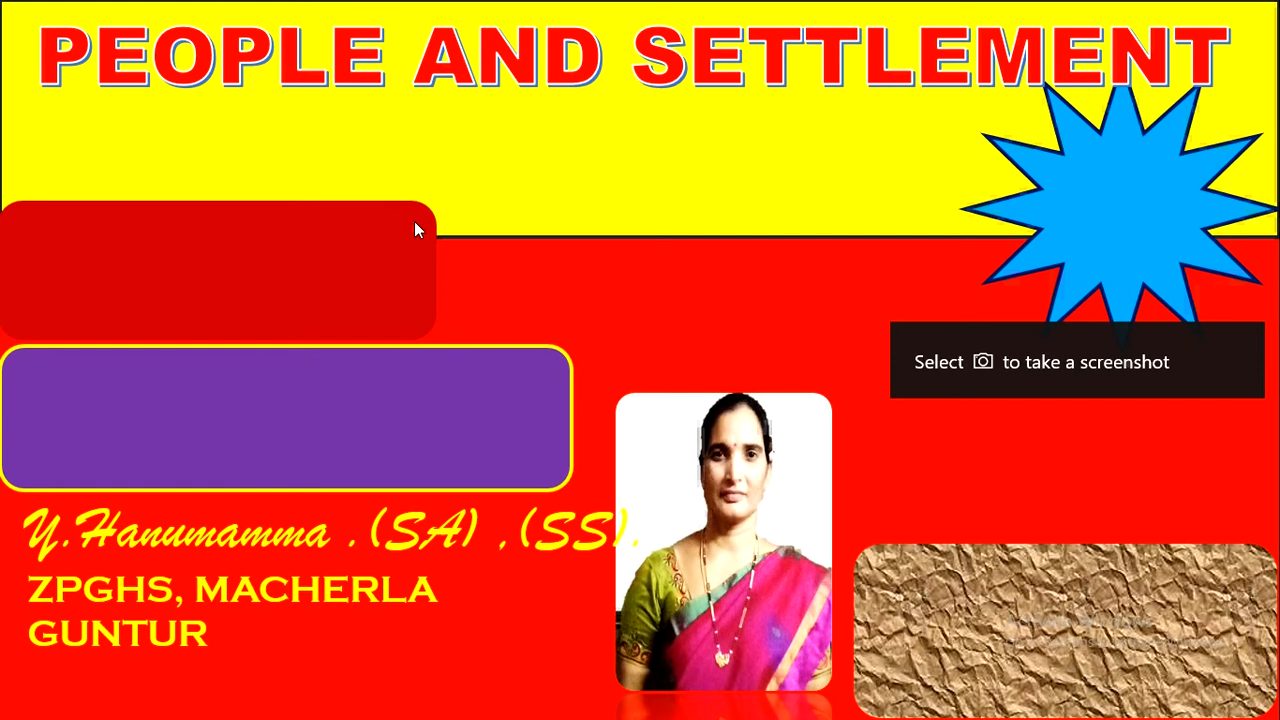 PEOPLE AND SETTLEMENT
Select to take a screenshot
Y.Hanumamma .(SA) ,(SS).
ZPGHS, MACHERLA
GUNTUR